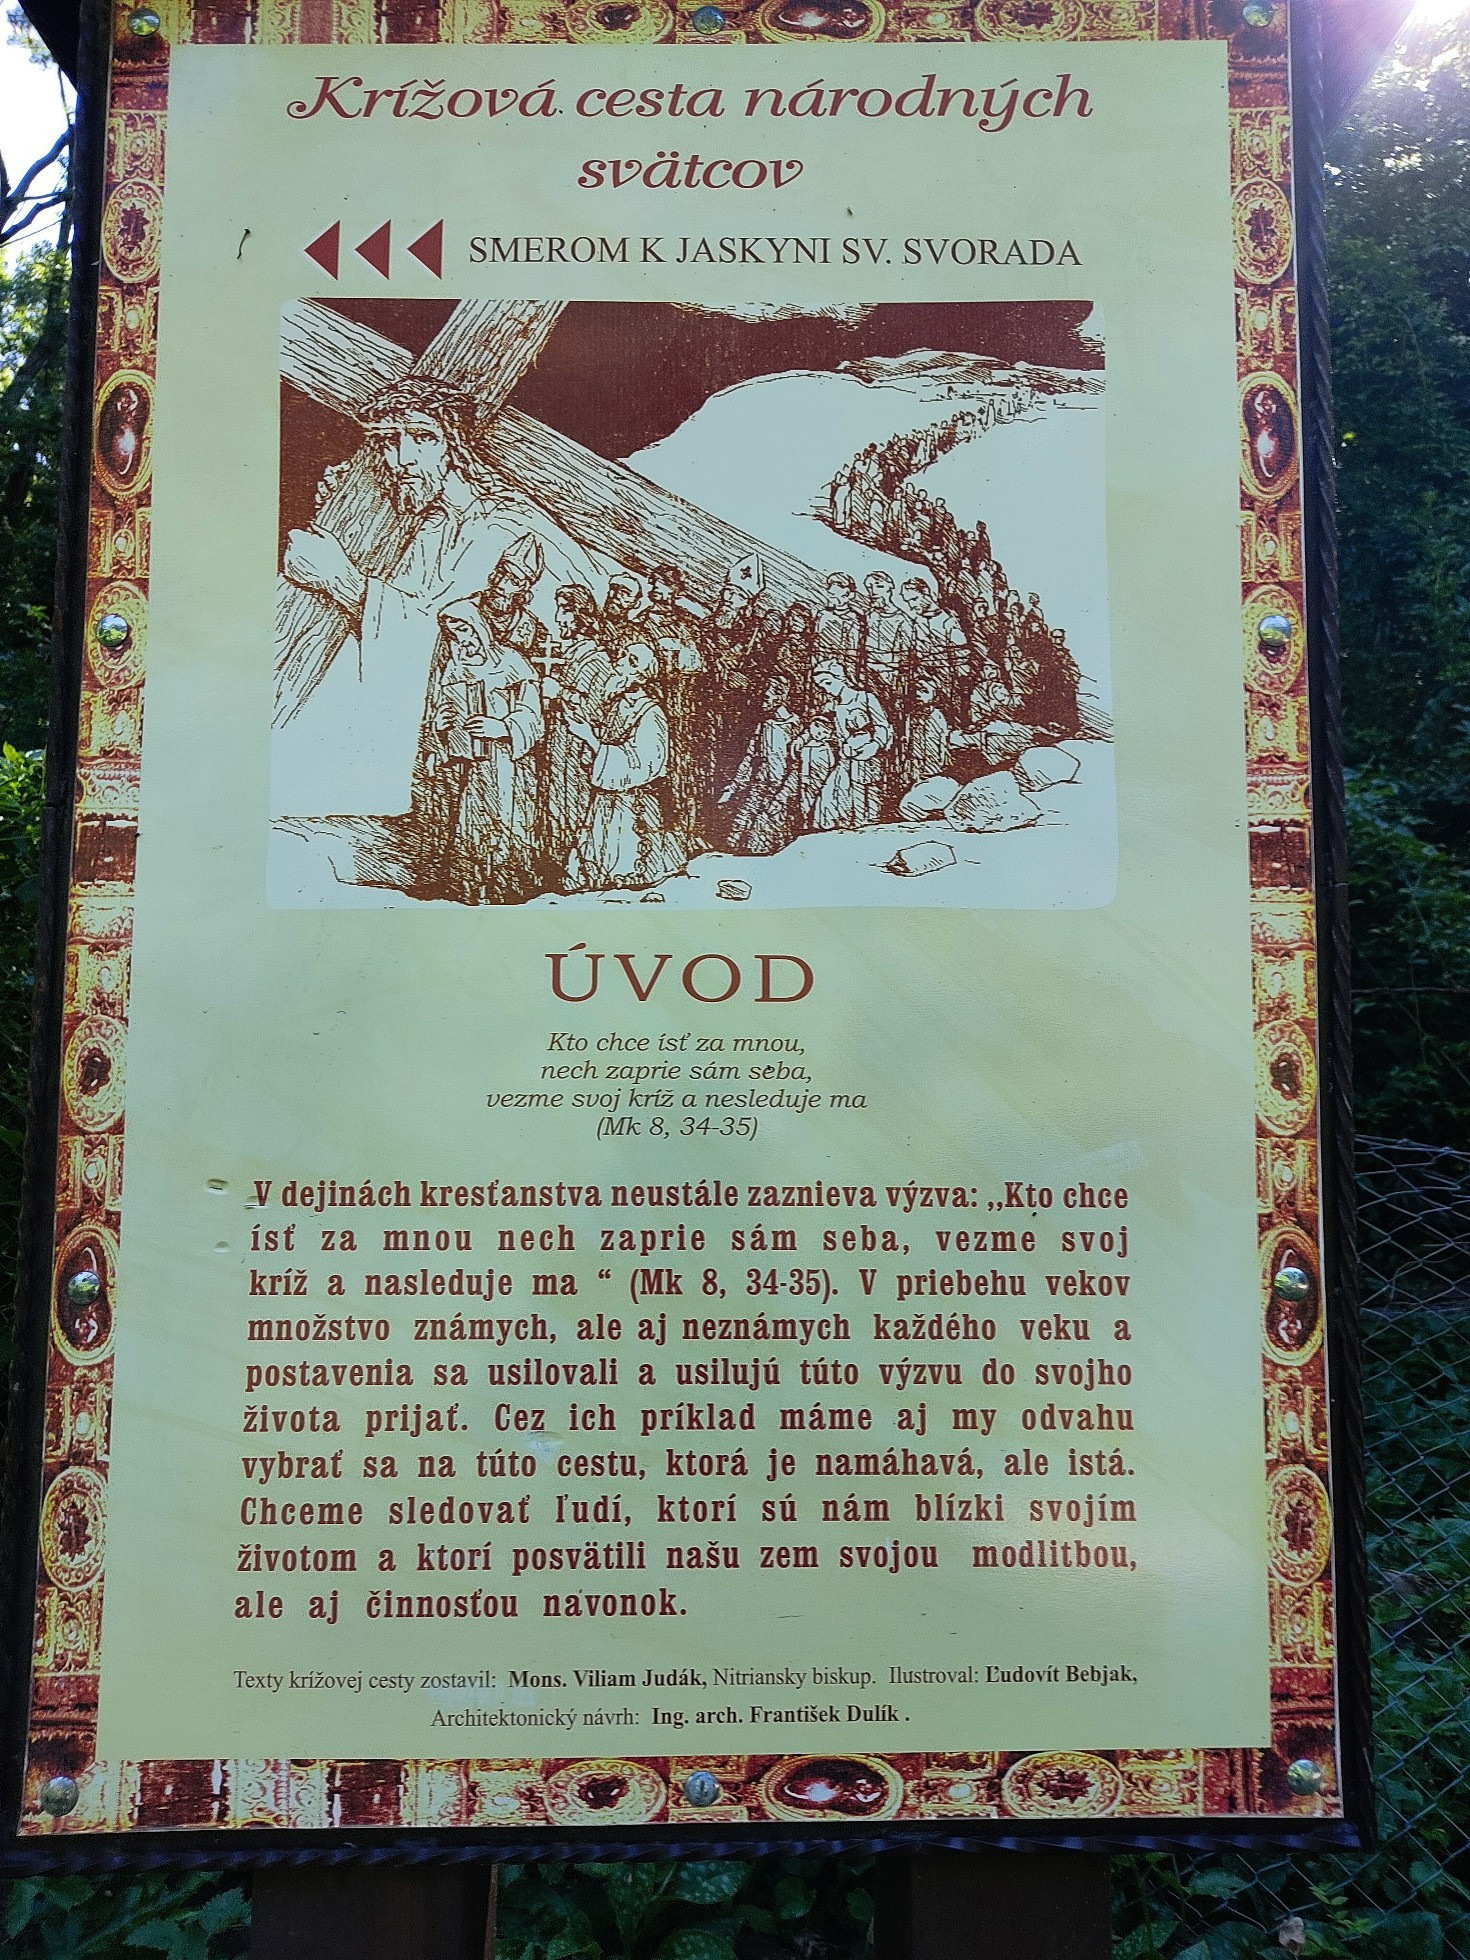 Krížová cesta národných
svätcov
SMEROM K JASKYNI SV. SVORADA
ÚVOD
Kto chce ísť za mnou,
nech zaprie sám seba,
vezme svoj kríž a nesleduje ma
(Mk 8, 34-35)
V dejinách kresťanstva neustále zaznieva výzva: ,,Kto chce
ísť za mnou nech zaprie sám seba, vezme svoj
kríž a nasleduje ma “ (Mk 8, 34-35). V priebehu vekov
množstvo známych, ale aj neznámych každého veku a
postavenia sa usilovali a usilujú túto výzvu do svojho
života prijať. Cez ich príklad máme aj my odvahu
vybrať sa na túto cestu, ktorá je namáhavá, ale istá.
Chceme sledovať ľudí, ktorí sú nám blízki svojím
životom a ktorí posvätili našu zem svojou modlitbou,
ale aj činnosťou navonok.
Texty krížovej cesty zostavil: Mons. Viliam Judák, Nitriansky biskup. Ilustroval: Ľudovít Bebjak,
Architektonický návrh: Ing. arch. František Dulík .